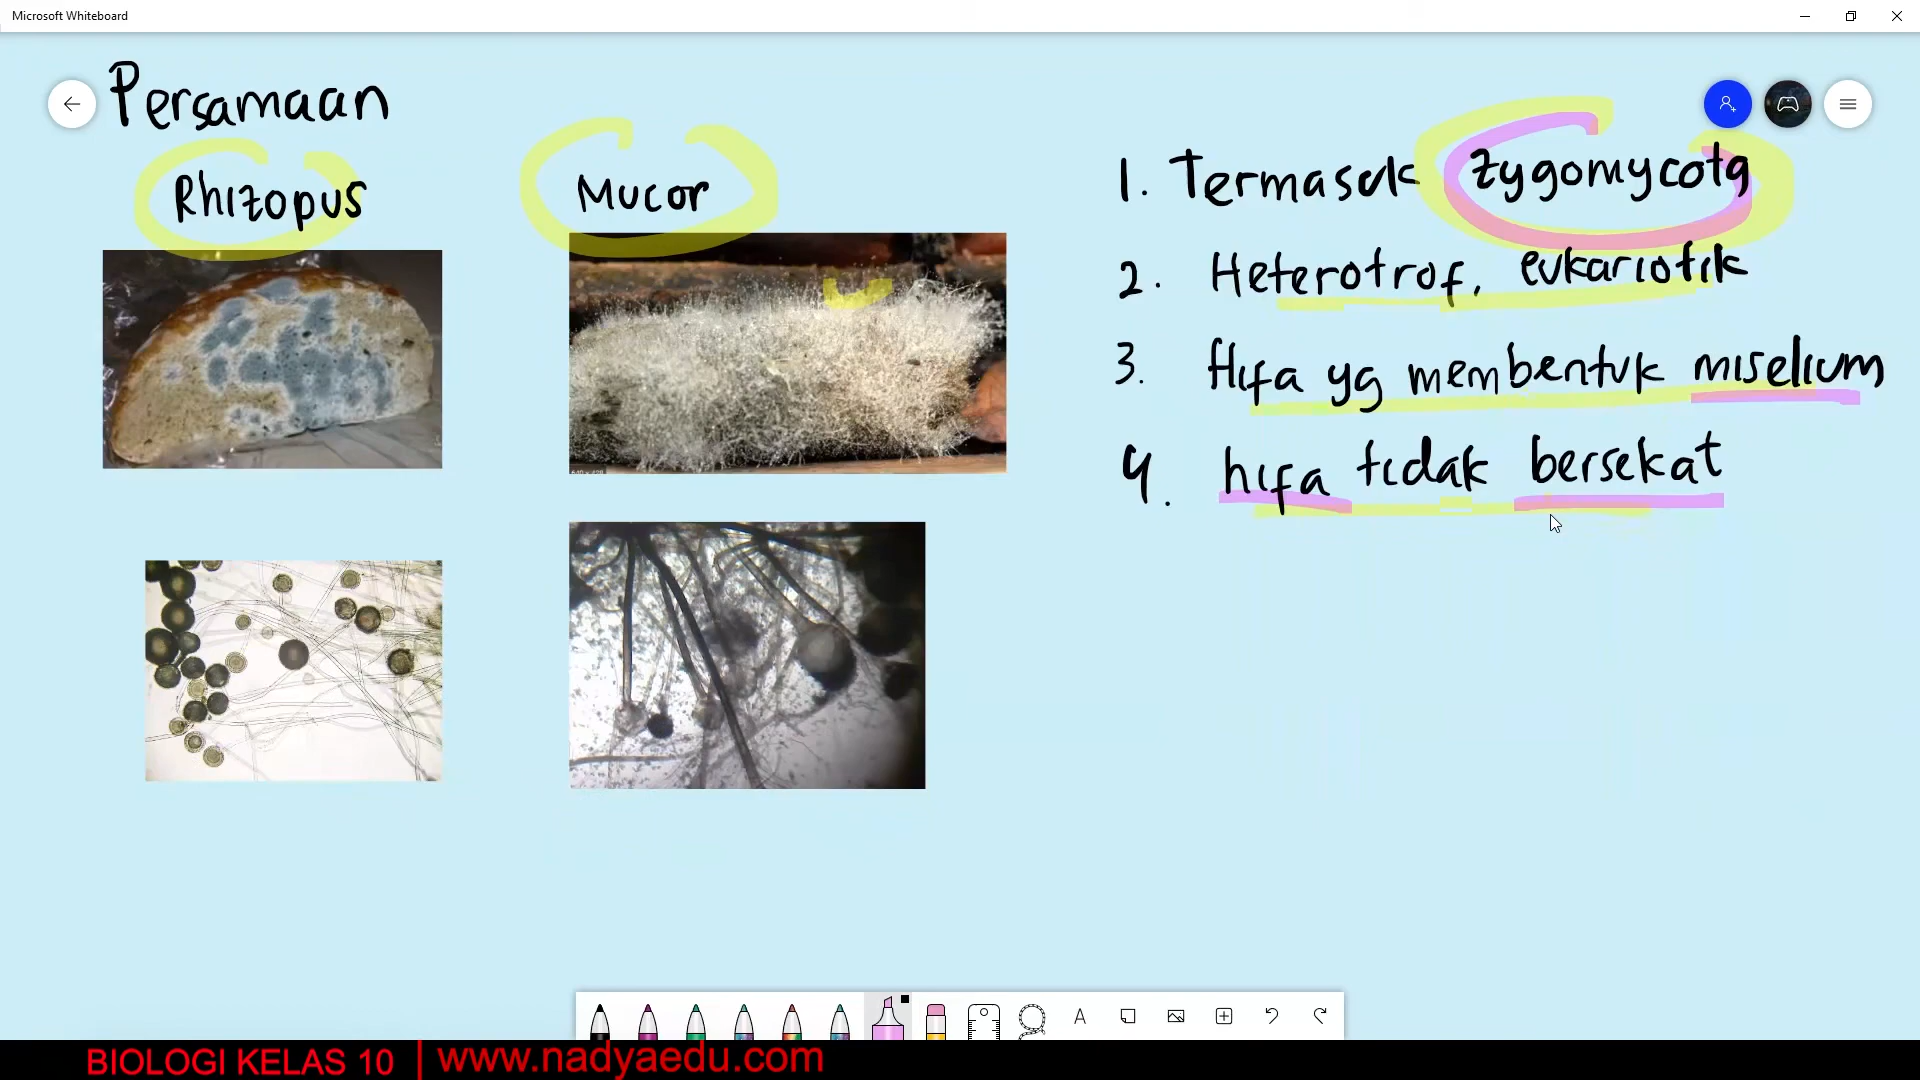 Microsoft Whiteboard
Persamaan
Rhizopus
Mucor
1. Termasuk Zygomycota
2. Heterotrof, eukariotik
3. Hifa yg membentuk miselium
4. hifa tidak bersekat
BIOLOGI KELAS 10 | www.nadyaedu.com